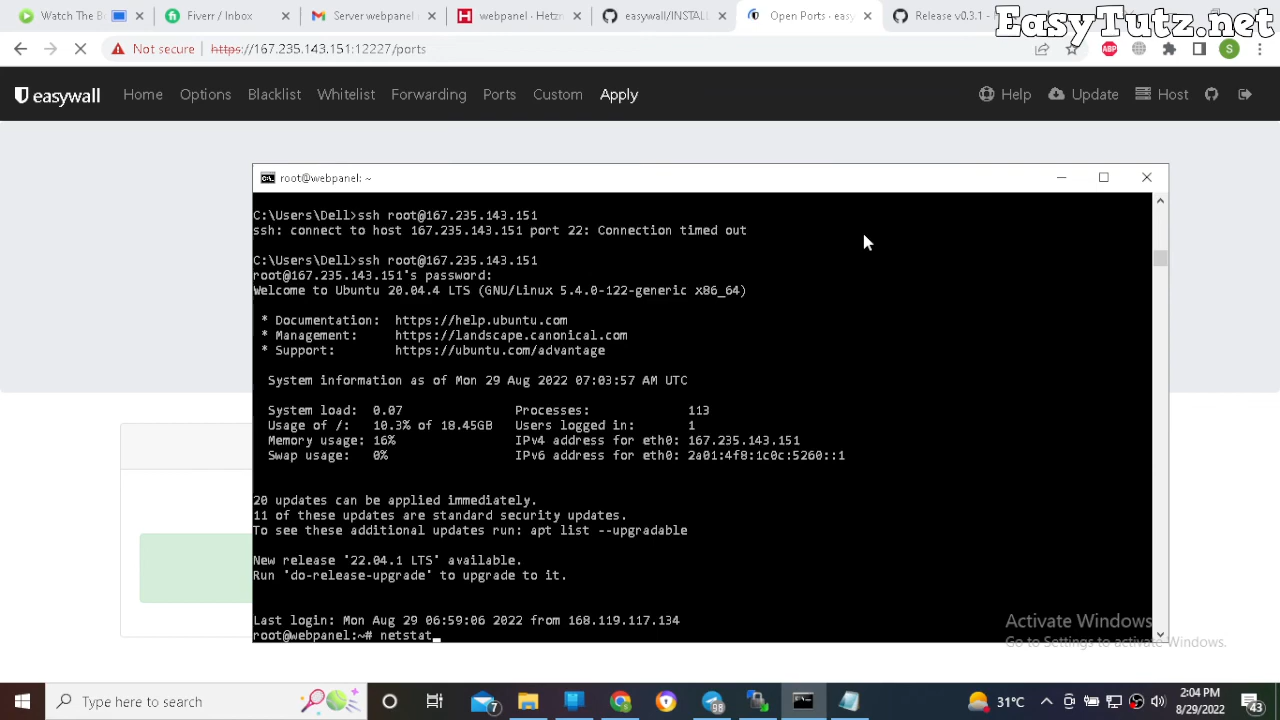 Watch The B
Fiverr / Inbox
Server webpanel
webpanel - Hetz
easywall/INSTALL
Open Ports - easy
Release v0.3.1 -
EasyTutz.net
Not secure
https://167.235.143.151:12227/ports
ABP
S
easywall
Home
Options
Blacklist
Whitelist
Forwarding
Ports
Custom
Apply
Help
Update
Host
root@webpanel: ~
C:\Users\Dell>ssh root@167.235.143.151
ssh: connect to host 167.235.143.151 port 22: Connection timed out
C:\Users\Dell>ssh root@167.235.143.151
root@167.235.143.151's password:
Welcome to Ubuntu 20.04.4 LTS (GNU/Linux 5.4.0-122-generic x86_64)
* Documentation: https://help.ubuntu.com
* Management: https://landscape.canonical.com
* Support: https://ubuntu.com/advantage
System information as of Mon 29 Aug 2022 07:03:57 AM UTC
System load: 0.07 Processes: 113
Usage of /: 10.3% of 18.45GB Users logged in: 1
Memory usage: 16% IPv4 address for eth0: 167.235.143.151
Swap usage: 0% IPv6 address for eth0: 2a01:4f8:1c0c:5260::1
20 updates can be applied immediately.
11 of these updates are standard security updates.
To see these additional updates run: apt list --upgradable
New release '22.04.1 LTS' available.
Run 'do-release-upgrade' to upgrade to it.
Last login: Mon Aug 29 06:59:06 2022 from 168.119.117.134
root@webpanel:~# netstat
Activate Windows
Go to Settings to activate Windows.
Type here to search
7
98
31°C
2:04 PM
8/29/2022
43